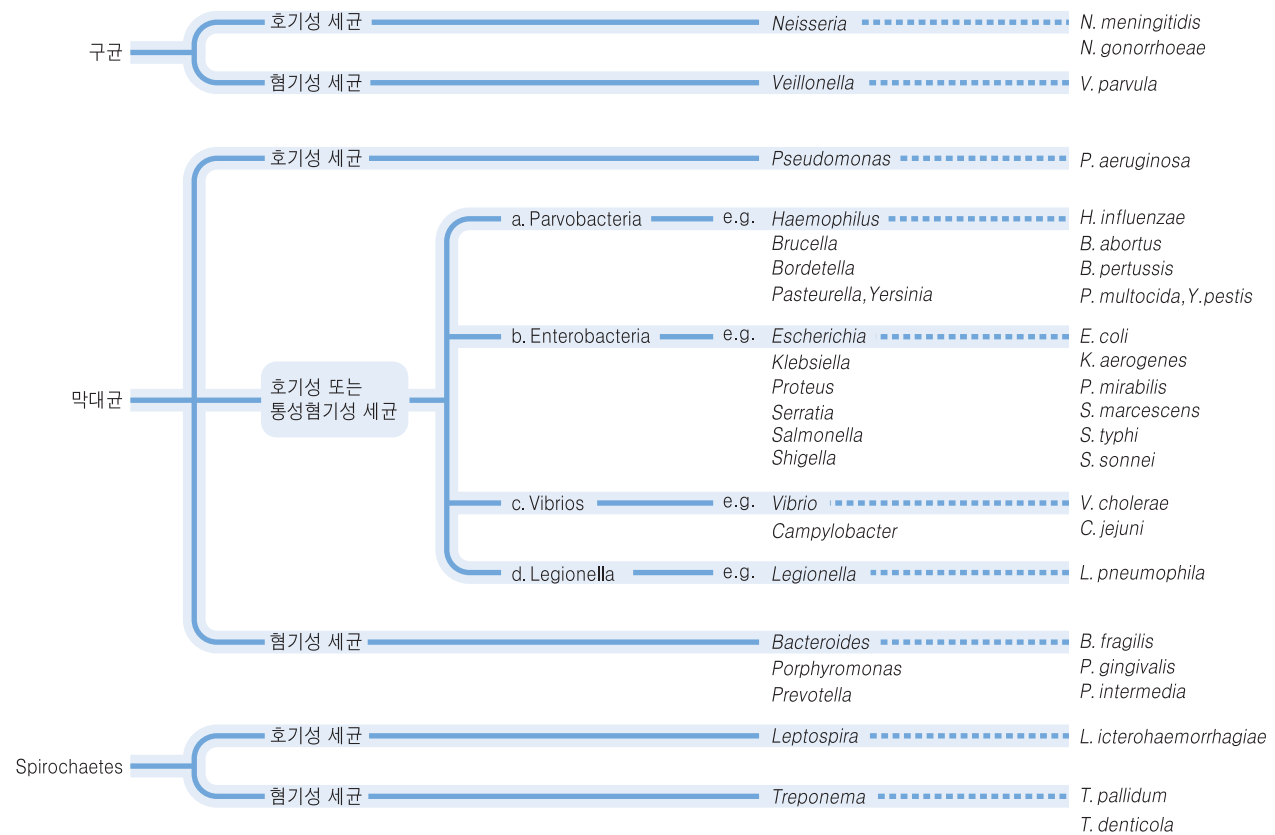 구균
호기성 세균 Neisseria N. meningitidis
N. gonorrhoeae
혐기성 세균 Veillonella V. parvula
막대균
호기성 세균 Pseudomonas P. aeruginosa
호기성 또는
통성혐기성 세균
a. Parvobacteria e.g. Haemophilus H. influenzae
Brucella B. abortus
Bordetella B. pertussis
Pasteurella, Yersinia P. multocida, Y. pestis
b. Enterobacteria e.g. Escherichia E. coli
Klebsiella K. aerogenes
Proteus P. mirabilis
Serratia S. marcescens
Salmonella S. typhi
Shigella S. sonnei
c. Vibrios e.g. Vibrio V. cholerae
Campylobacter C. jejuni
d. Legionella e.g. Legionella L. pneumophila
혐기성 세균 Bacteroides B. fragilis
Porphyromonas P. gingivalis
Prevotella P. intermedia
Spirochaetes
호기성 세균 Leptospira L. icterohaemorrhagiae
혐기성 세균 Treponema T. pallidum
T. denticola